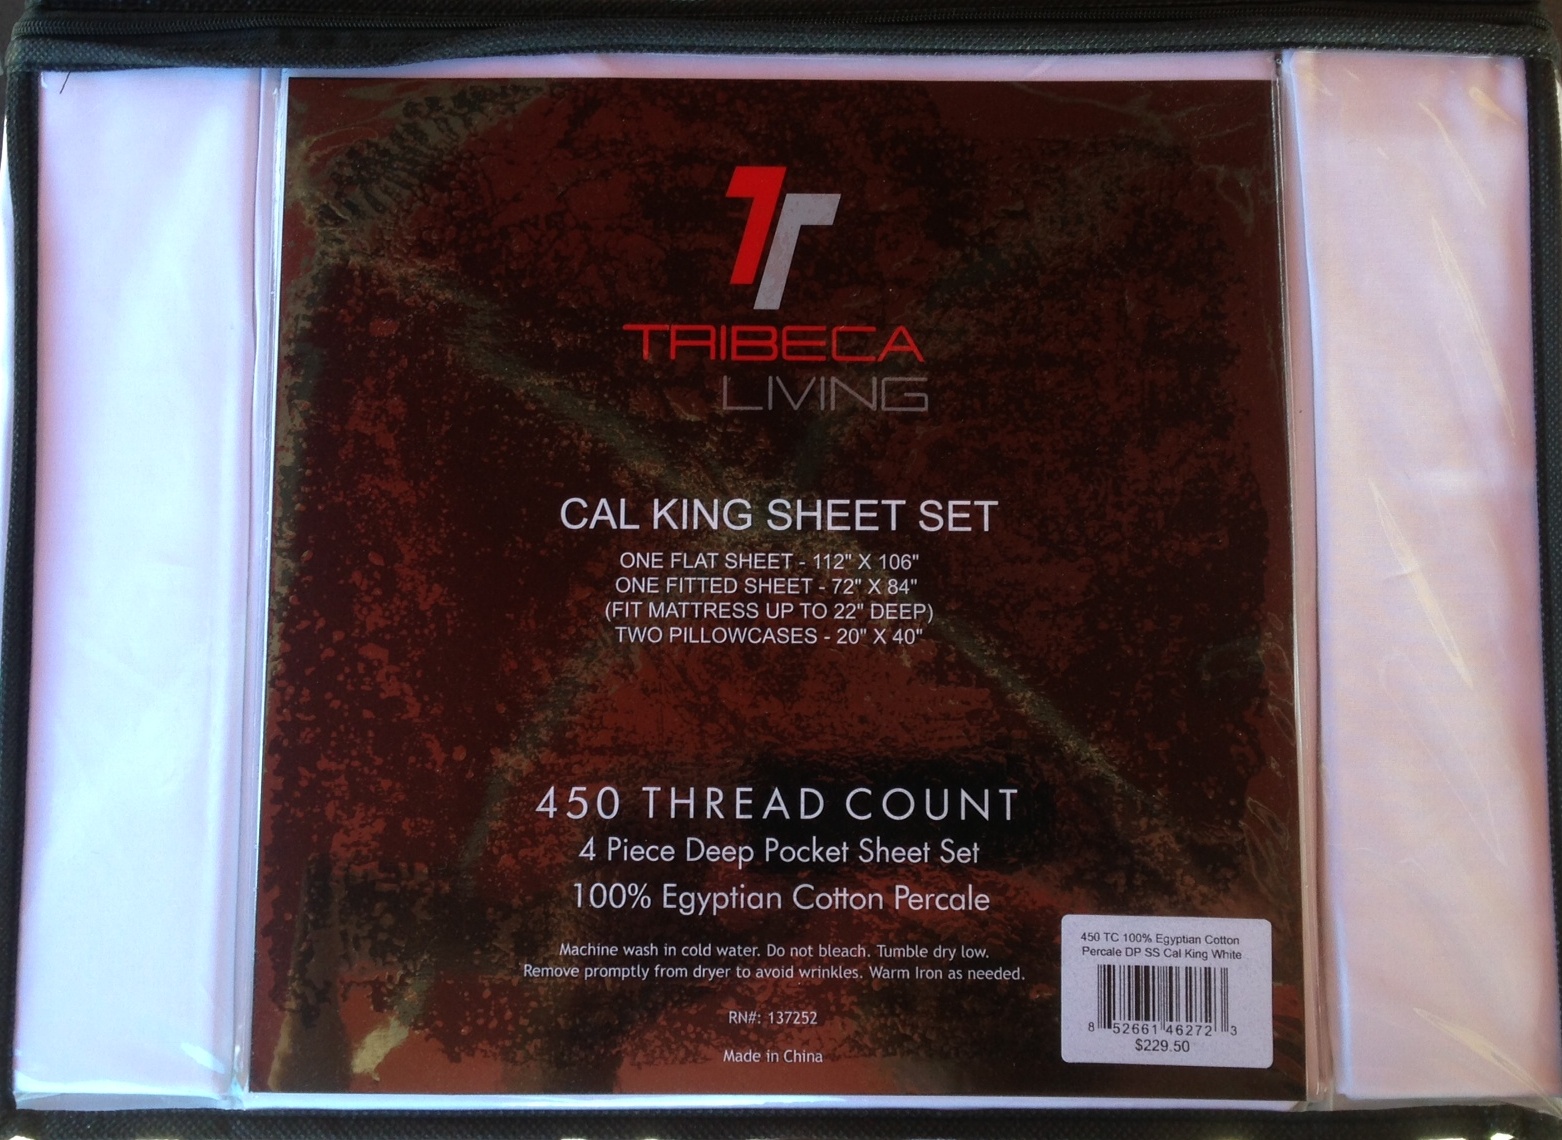 TRIBECA
LIVING
CAL KING SHEET SET
ONE FLAT SHEET - 112" X 106"
ONE FITTED SHEET - 72" X 84"
(FIT MATTRESS UP TO 22" DEEP)
TWO PILLOWCASES - 20" X 40"
450 THREAD COUNT
4 Piece Deep Pocket Sheet Set
100% Egyptian Cotton Percale
Machine wash in cold water. Do not bleach. Tumble dry low.
Remove promptly from dryer to avoid wrinkles. Warm Iron as needed.
RN#: 137252
Made in China
450 TC 100% Egyptian Cotton
Percale DP SS Cal King White
8 52661 46272 3
$229.50